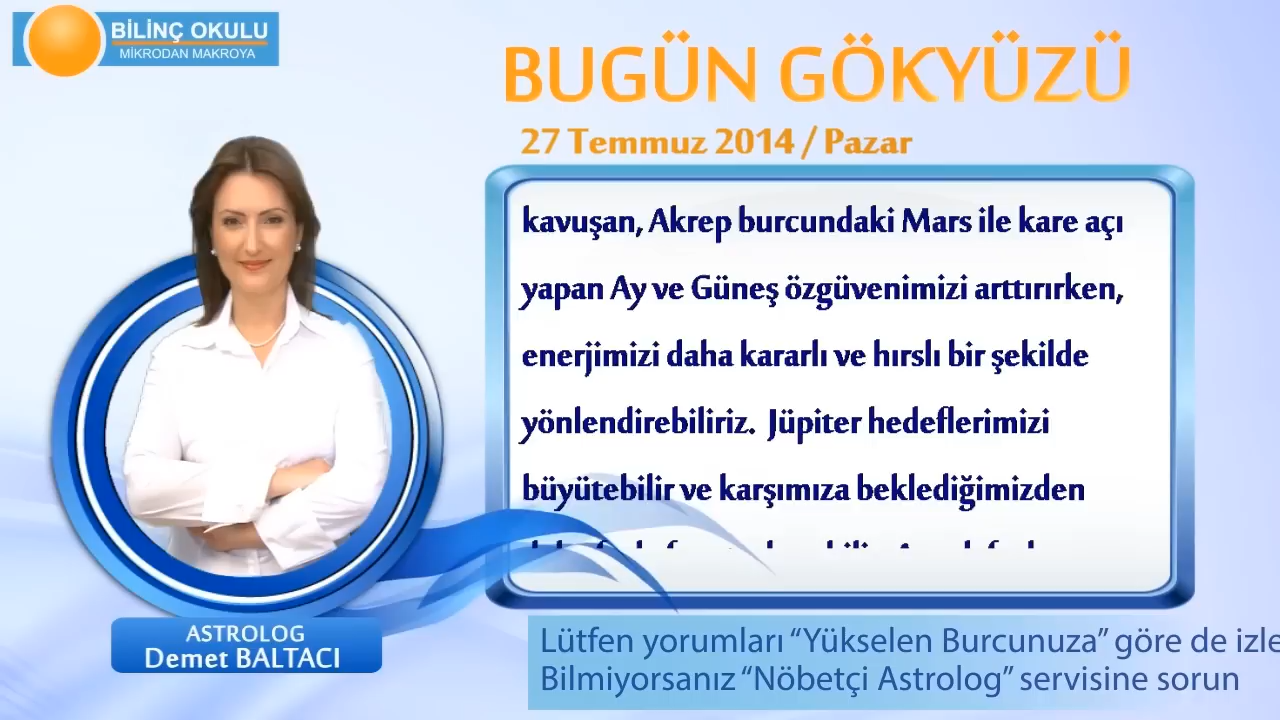 BİLİNÇ OKULU
MİKRODAN MAKROYA
BUGÜN GÖKYÜZÜ
27 Temmuz 2014 / Pazar
kavuşan, Akrep burcundaki Mars ile kare açı
yapan Ay ve Güneş özgüvenimizi arttırırken,
enerjimizi daha kararlı ve hırslı bir şekilde
yönlendirebiliriz. Jüpiter hedeflerimizi
büyütebilir ve karşımıza beklediğimizden
ASTROLOG
Demet BALTACI
Lütfen yorumları “Yükselen Burcunuza” göre de izle
Bilmiyorsanız “Nöbetçi Astrolog” servisine sorun